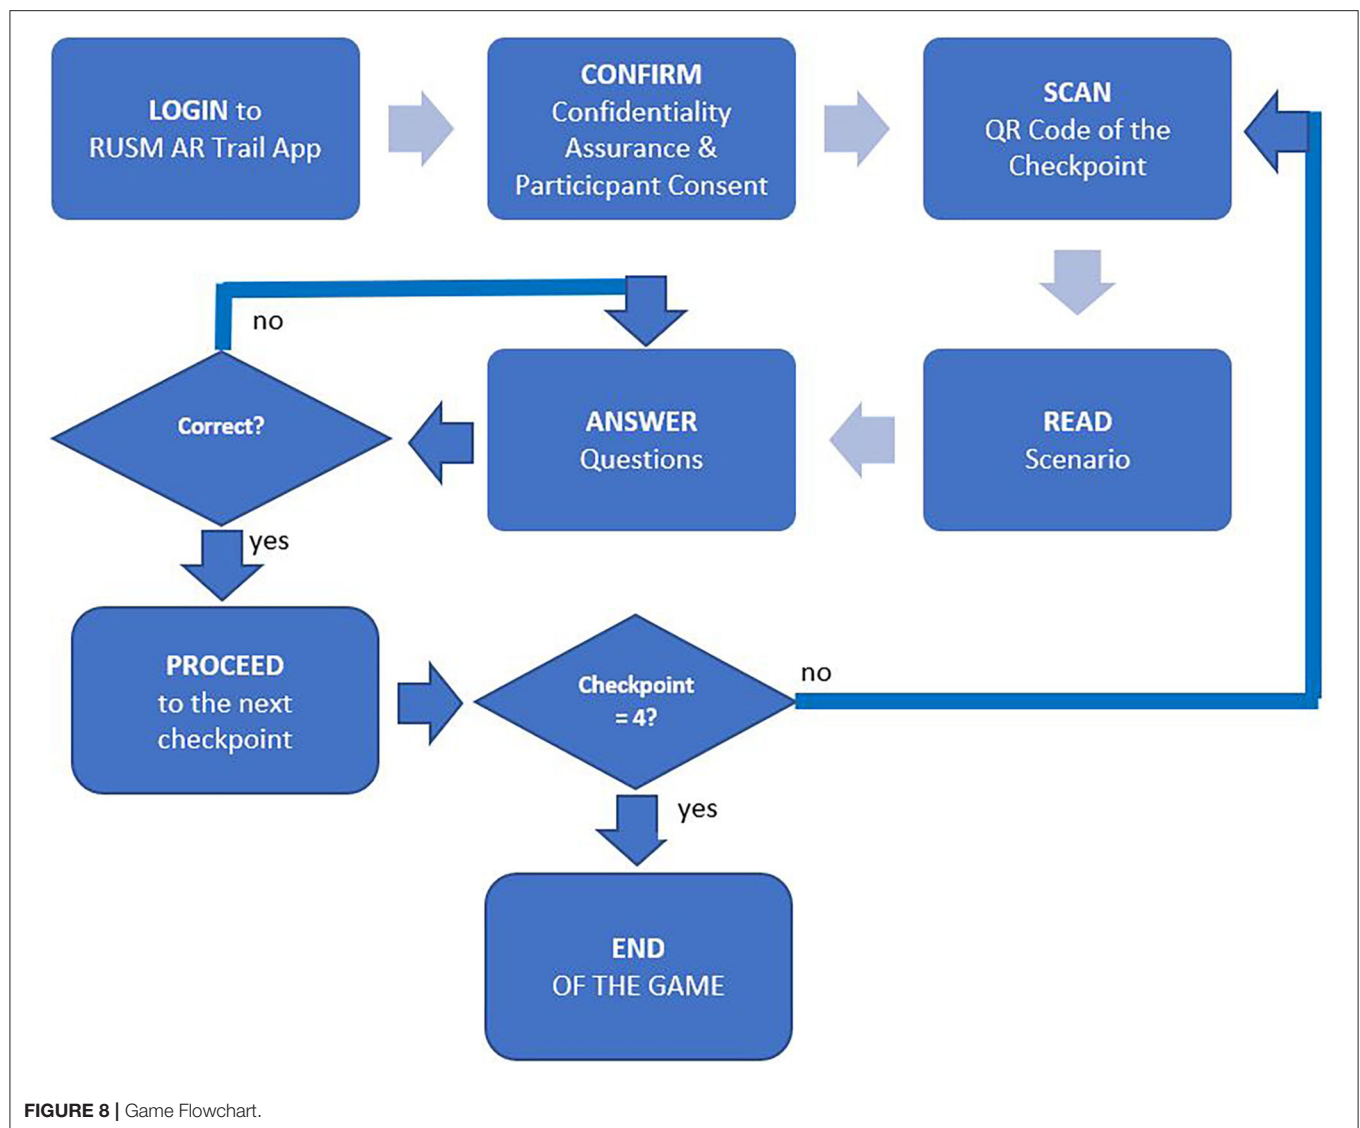 LOGIN to
RUSM AR Trail App
CONFIRM
Confidentiality
Assurance &
Particicpant Consent
SCAN
QR Code of the
Checkpoint
no
Correct?
ANSWER
Questions
READ
Scenario
yes
PROCEED
to the next
checkpoint
Checkpoint
= 4?
no
yes
END
OF THE GAME
FIGURE 8 | Game Flowchart.